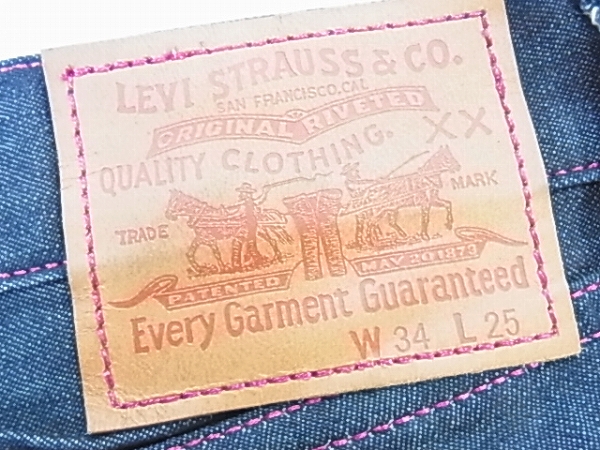 LEVI STRAUSS & CO.
SAN FRANCISCO.CAL
ORIGINAL RIVETED
QUALITY CLOTHING. XX
TRADE MARK
PATENTED MAY 20 1873
Every Garment Guaranteed
W 34 L 25